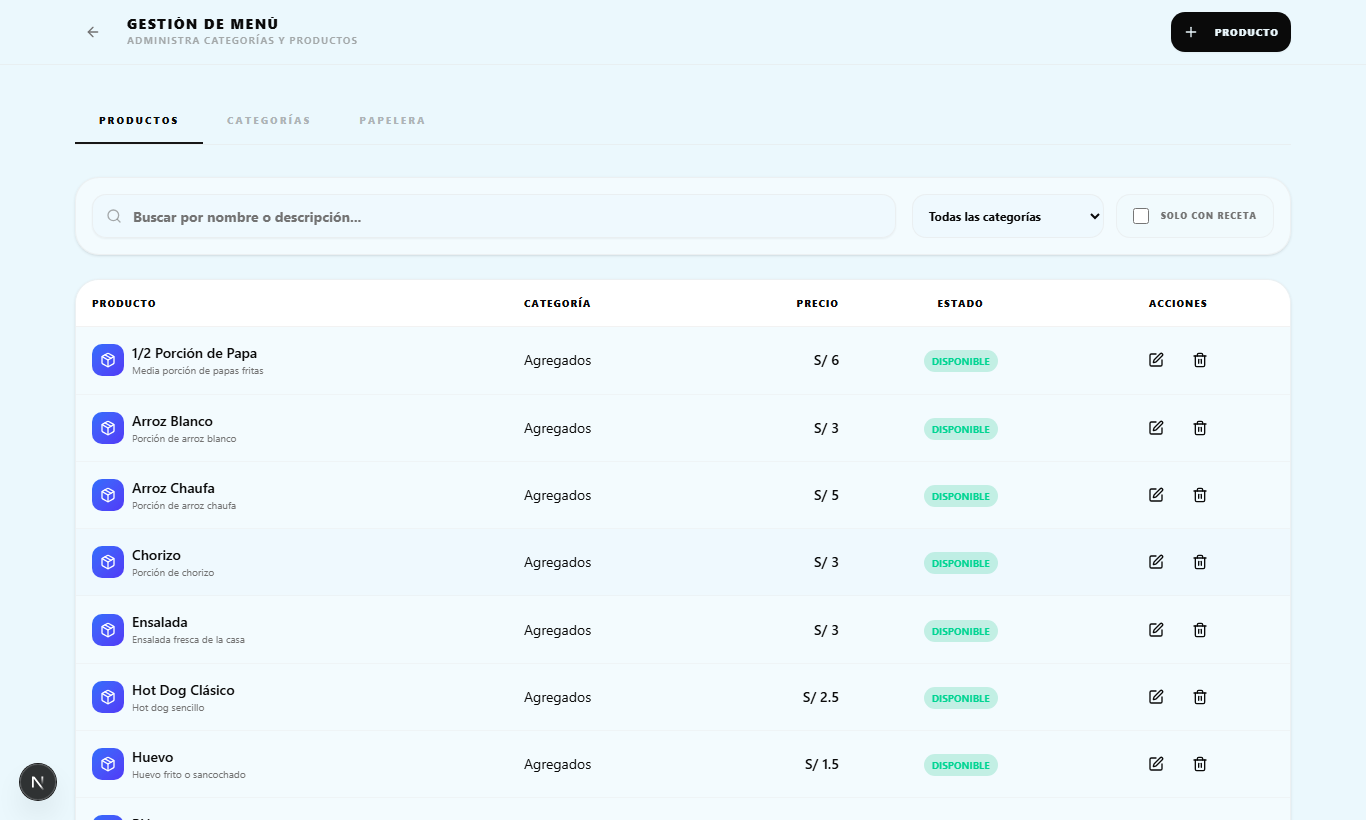 GESTIÓN DE MENÚ
ADMINISTRA CATEGORÍAS Y PRODUCTOS
PRODUCTO
PRODUCTOS CATEGORÍAS PAPELERA
Buscar por nombre o descripción...
Todas las categorías
SOLO CON RECETA
PRODUCTO CATEGORÍA PRECIO ESTADO ACCIONES
1/2 Porción de Papa Agregados S/ 6 DISPONIBLE
Media porción de papas fritas
Arroz Blanco Agregados S/ 3 DISPONIBLE
Porción de arroz blanco
Arroz Chaufa Agregados S/ 5 DISPONIBLE
Porción de arroz chaufa
Chorizo Agregados S/ 3 DISPONIBLE
Porción de chorizo
Ensalada Agregados S/ 3 DISPONIBLE
Ensalada fresca de la casa
Hot Dog Clásico Agregados S/ 2.5 DISPONIBLE
Hot dog sencillo
Huevo Agregados S/ 1.5 DISPONIBLE
Huevo frito o sancochado
N